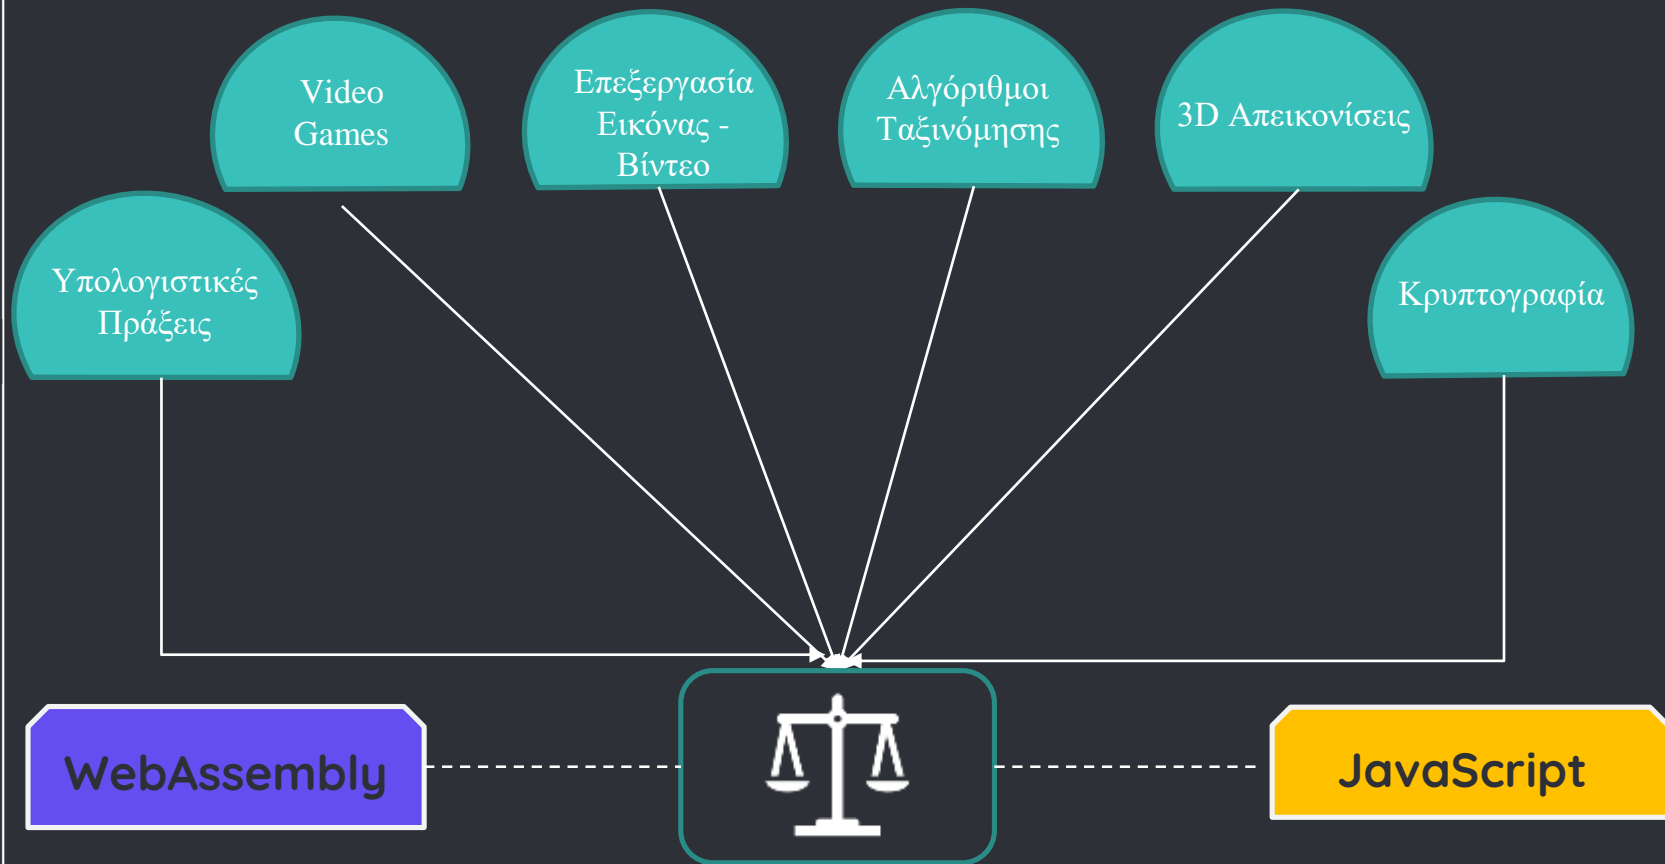 Video
Games
Επεξεργασία
Εικόνας -
Βίντεο
Αλγόριθμοι
Ταξινόμησης
3D Απεικονίσεις
Υπολογιστικές
Πράξεις
Κρυπτογραφία
WebAssembly
JavaScript